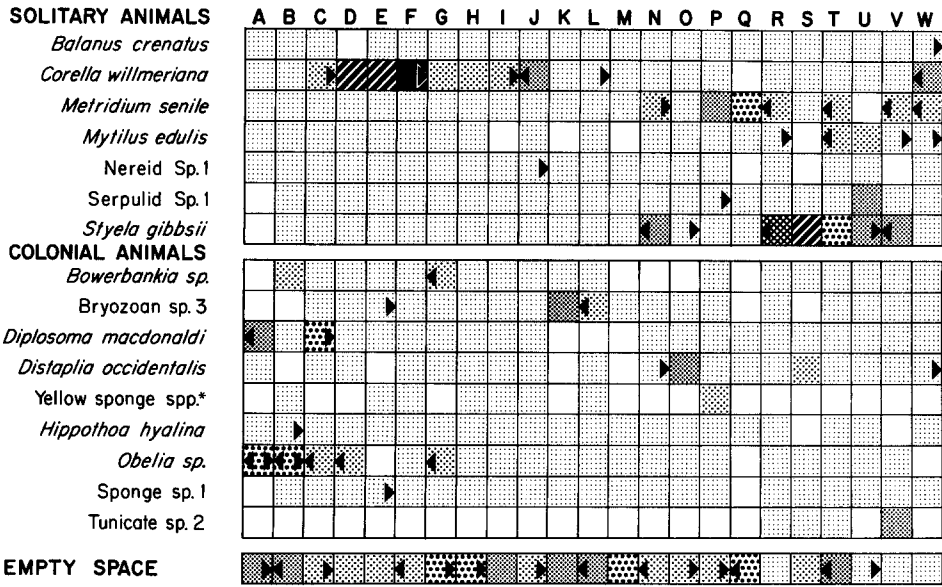 SOLITARY ANIMALS A B C D E F G H I J K L M N O P Q R S T U V W
Balanus crenatus
Corella willmeriana
Metridium senile
Mytilus edulis
Nereid Sp.1
Serpulid Sp.1
Styela gibbsii
COLONIAL ANIMALS
Bowerbankia sp.
Bryozoan sp.3
Diplosoma macdonaldi
Distaplia occidentalis
Yellow sponge spp.*
Hippothoa hyalina
Obelia sp.
Sponge sp.1
Tunicate sp.2
EMPTY SPACE